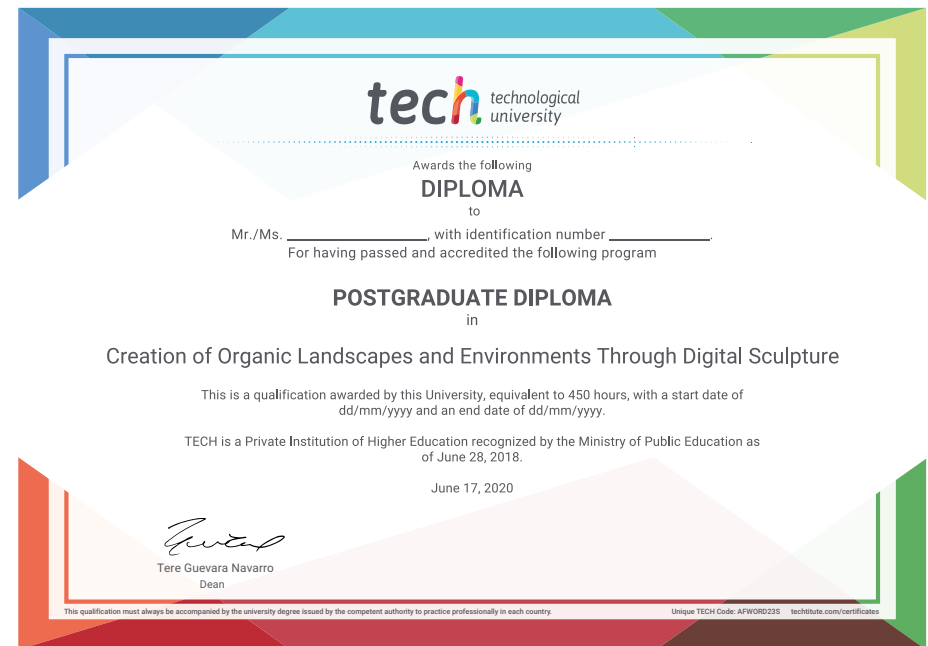 tech technological
university
Awards the following
DIPLOMA
to
Mr./Ms. ____________, with identification number ____________.
For having passed and accredited the following program
POSTGRADUATE DIPLOMA
in
Creation of Organic Landscapes and Environments Through Digital Sculpture
This is a qualification awarded by this University, equivalent to 450 hours, with a start date of
dd/mm/yyyy and an end date of dd/mm/yyyy.
TECH is a Private Institution of Higher Education recognized by the Ministry of Public Education as
of June 28, 2018.
June 17, 2020
Tere Guevara Navarro
Dean
This qualification must always be accompanied by the university degree issued by the competent authority to practice professionally in each country. Unique TECH Code: AFWORD23S techtitute.com/certificates